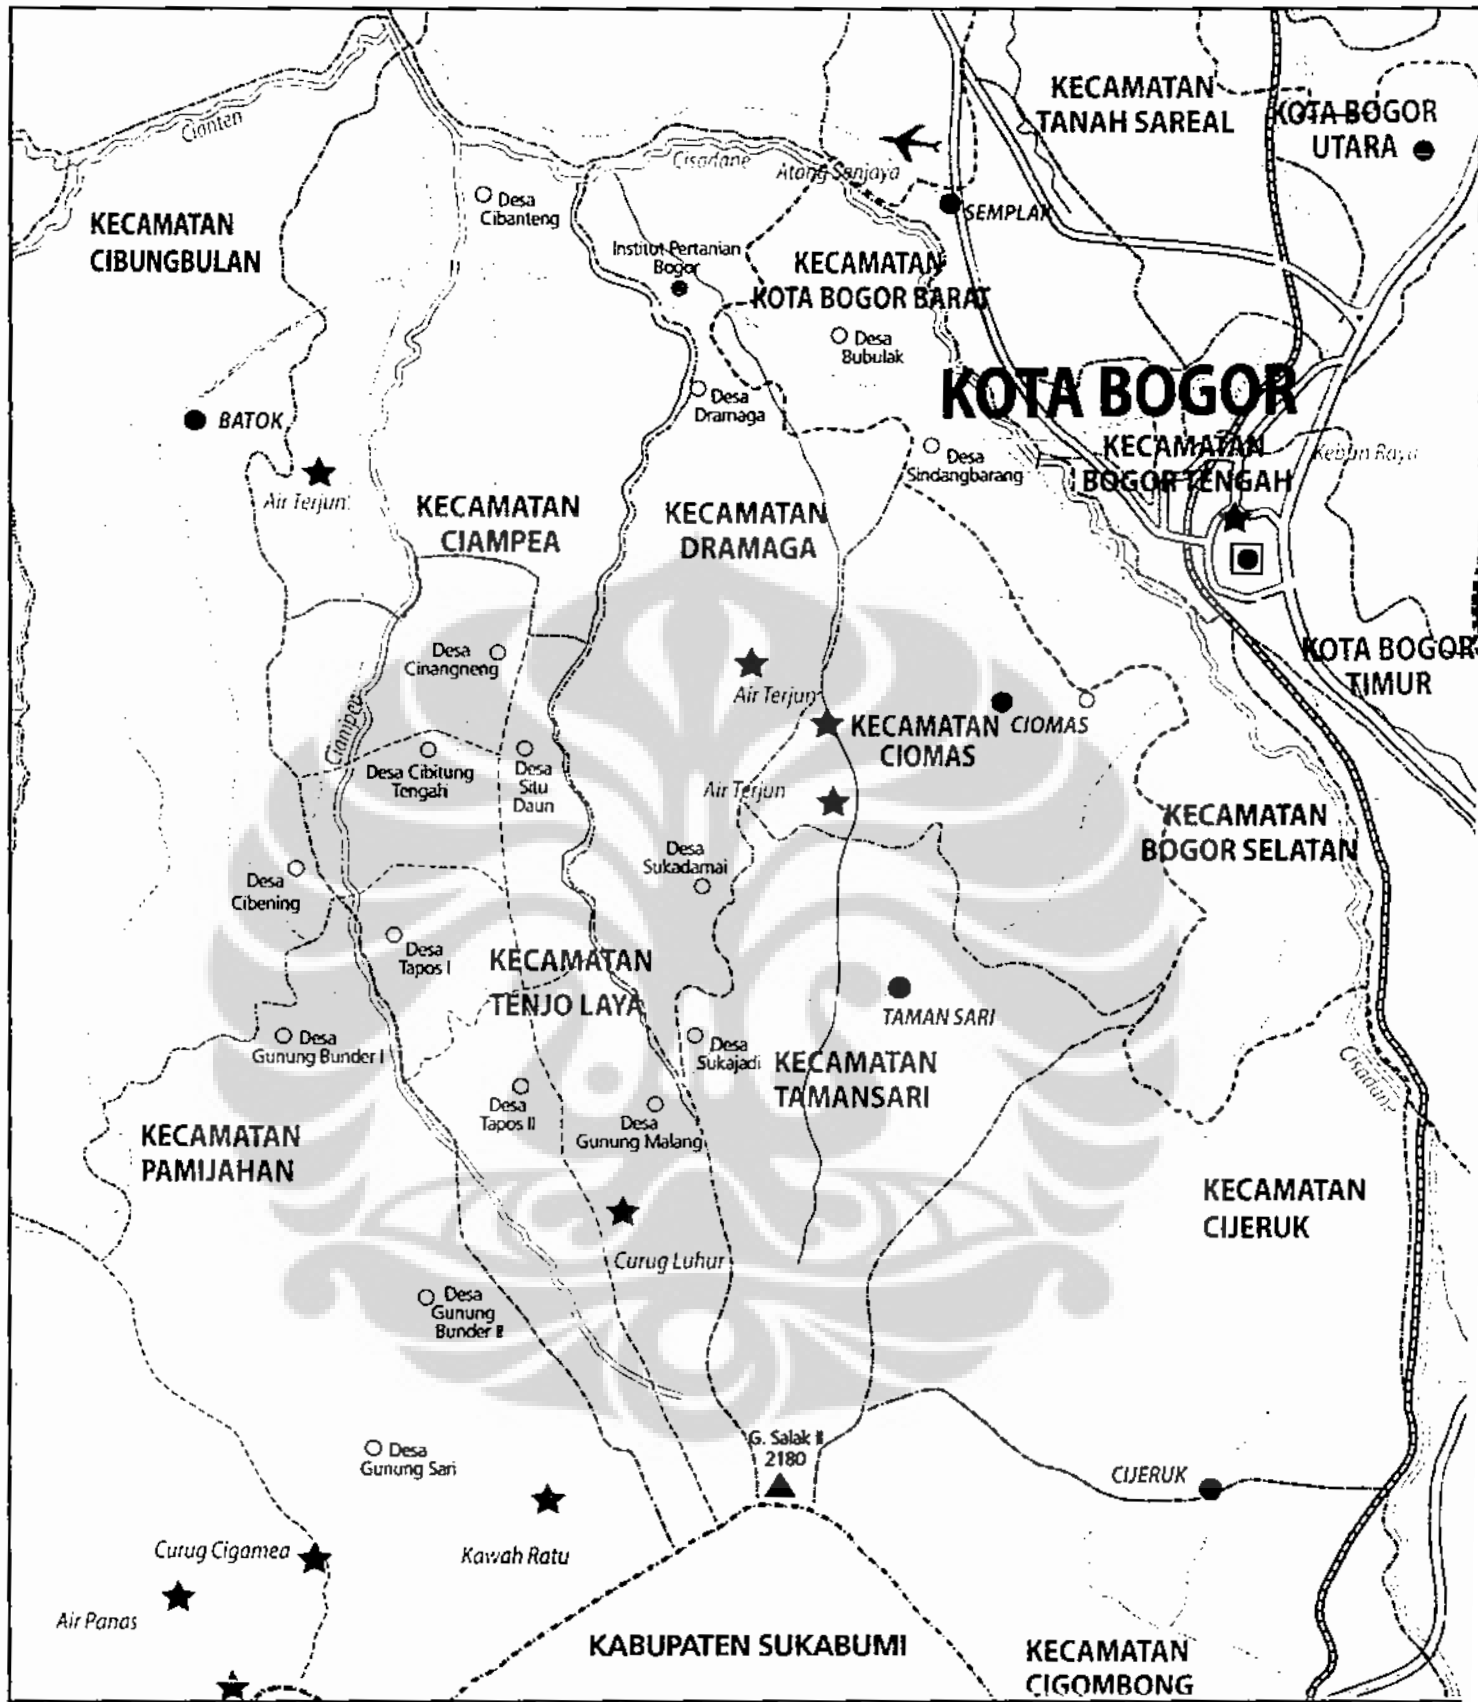 KECAMATAN
TANAH SAREAL
KOTA BOGOR
UTARA
Cianten
Cisadane
Atang Sanjaya
Desa
Cibanteng
SEMPLAK
KECAMATAN
CIBUNGBULAN
Institut Pertanian
Bogor
KECAMATAN
KOTA BOGOR BARAT
Desa
Bubulak
KOTA BOGOR
Desa
Dramaga
BATOK
KECAMATAN
BOGOR TENGAH
Kebun Raya
Desa
Sindangbarang
Air Terjun
KECAMATAN
CIAMPEA
KECAMATAN
DRAMAGA
Desa
Cinangneng
KOTA BOGOR
TIMUR
Air Terjun
KECAMATAN
CIOMAS
CIOMAS
Ciampea
Desa Cibitung
Tengah
Desa
Situ
Daun
Air Terjun
KECAMATAN
BOGOR SELATAN
Desa
Sukadamai
Desa
Cibening
Desa
Tapos I
KECAMATAN
TENJO LAYA
TAMAN SARI
Desa
Gunung Bunder I
Desa
Sukajadi
KECAMATAN
TAMANSARI
Cisadane
Desa
Tapos II
Desa
Gunung Malang
KECAMATAN
PAMIJAHAN
KECAMATAN
CIJERUK
Curug Luhur
Desa
Gunung
Bunder II
G. Salak II
2180
Desa
Gunung Sari
CIJERUK
Curug Cigamea
Kawah Ratu
Air Panas
KABUPATEN SUKABUMI
KECAMATAN
CIGOMBONG